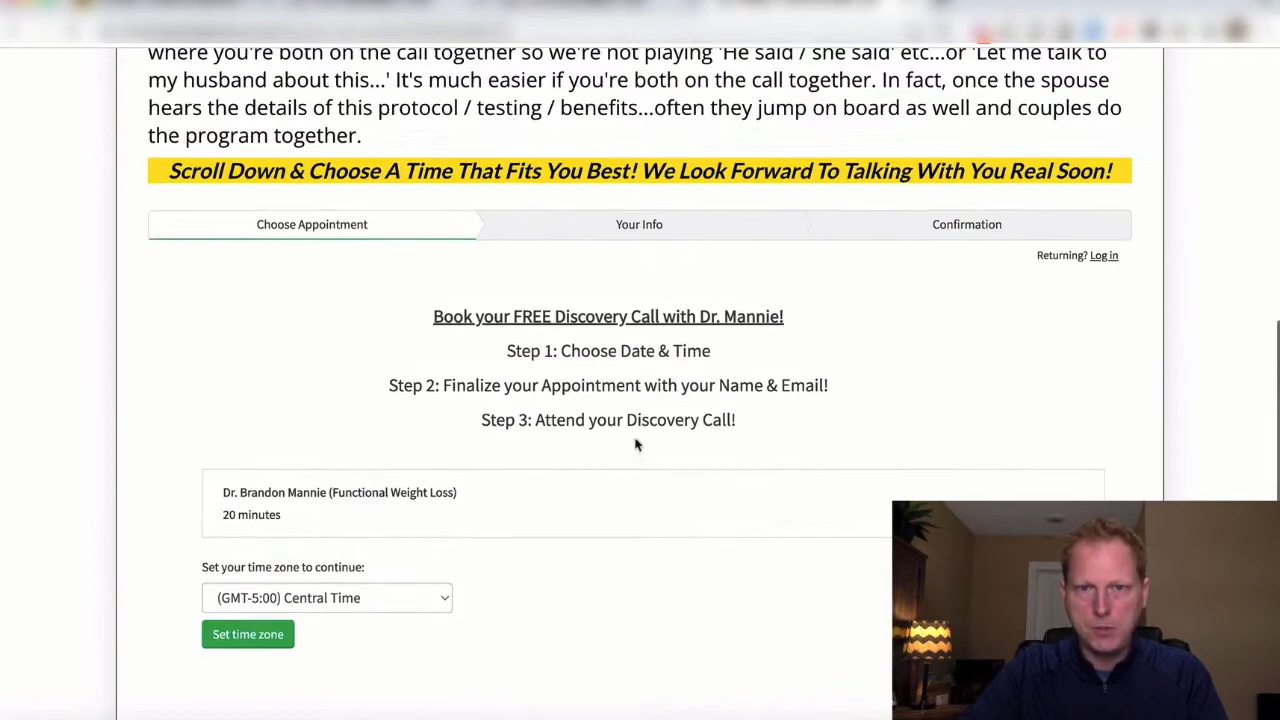 where you're both on the call together so we're not playing 'He said / she said' etc...or 'Let me talk to
my husband about this...' It's much easier if you're both on the call together. In fact, once the spouse
hears the details of this protocol / testing / benefits...often they jump on board as well and couples do
the program together.
Scroll Down & Choose A Time That Fits You Best! We Look Forward To Talking With You Real Soon!
Choose Appointment
Your Info
Confirmation
Returning? Log in
Book your FREE Discovery Call with Dr. Mannie!
Step 1: Choose Date & Time
Step 2: Finalize your Appointment with your Name & Email!
Step 3: Attend your Discovery Call!
Dr. Brandon Mannie (Functional Weight Loss)
20 minutes
Set your time zone to continue:
(GMT-5:00) Central Time
Set time zone